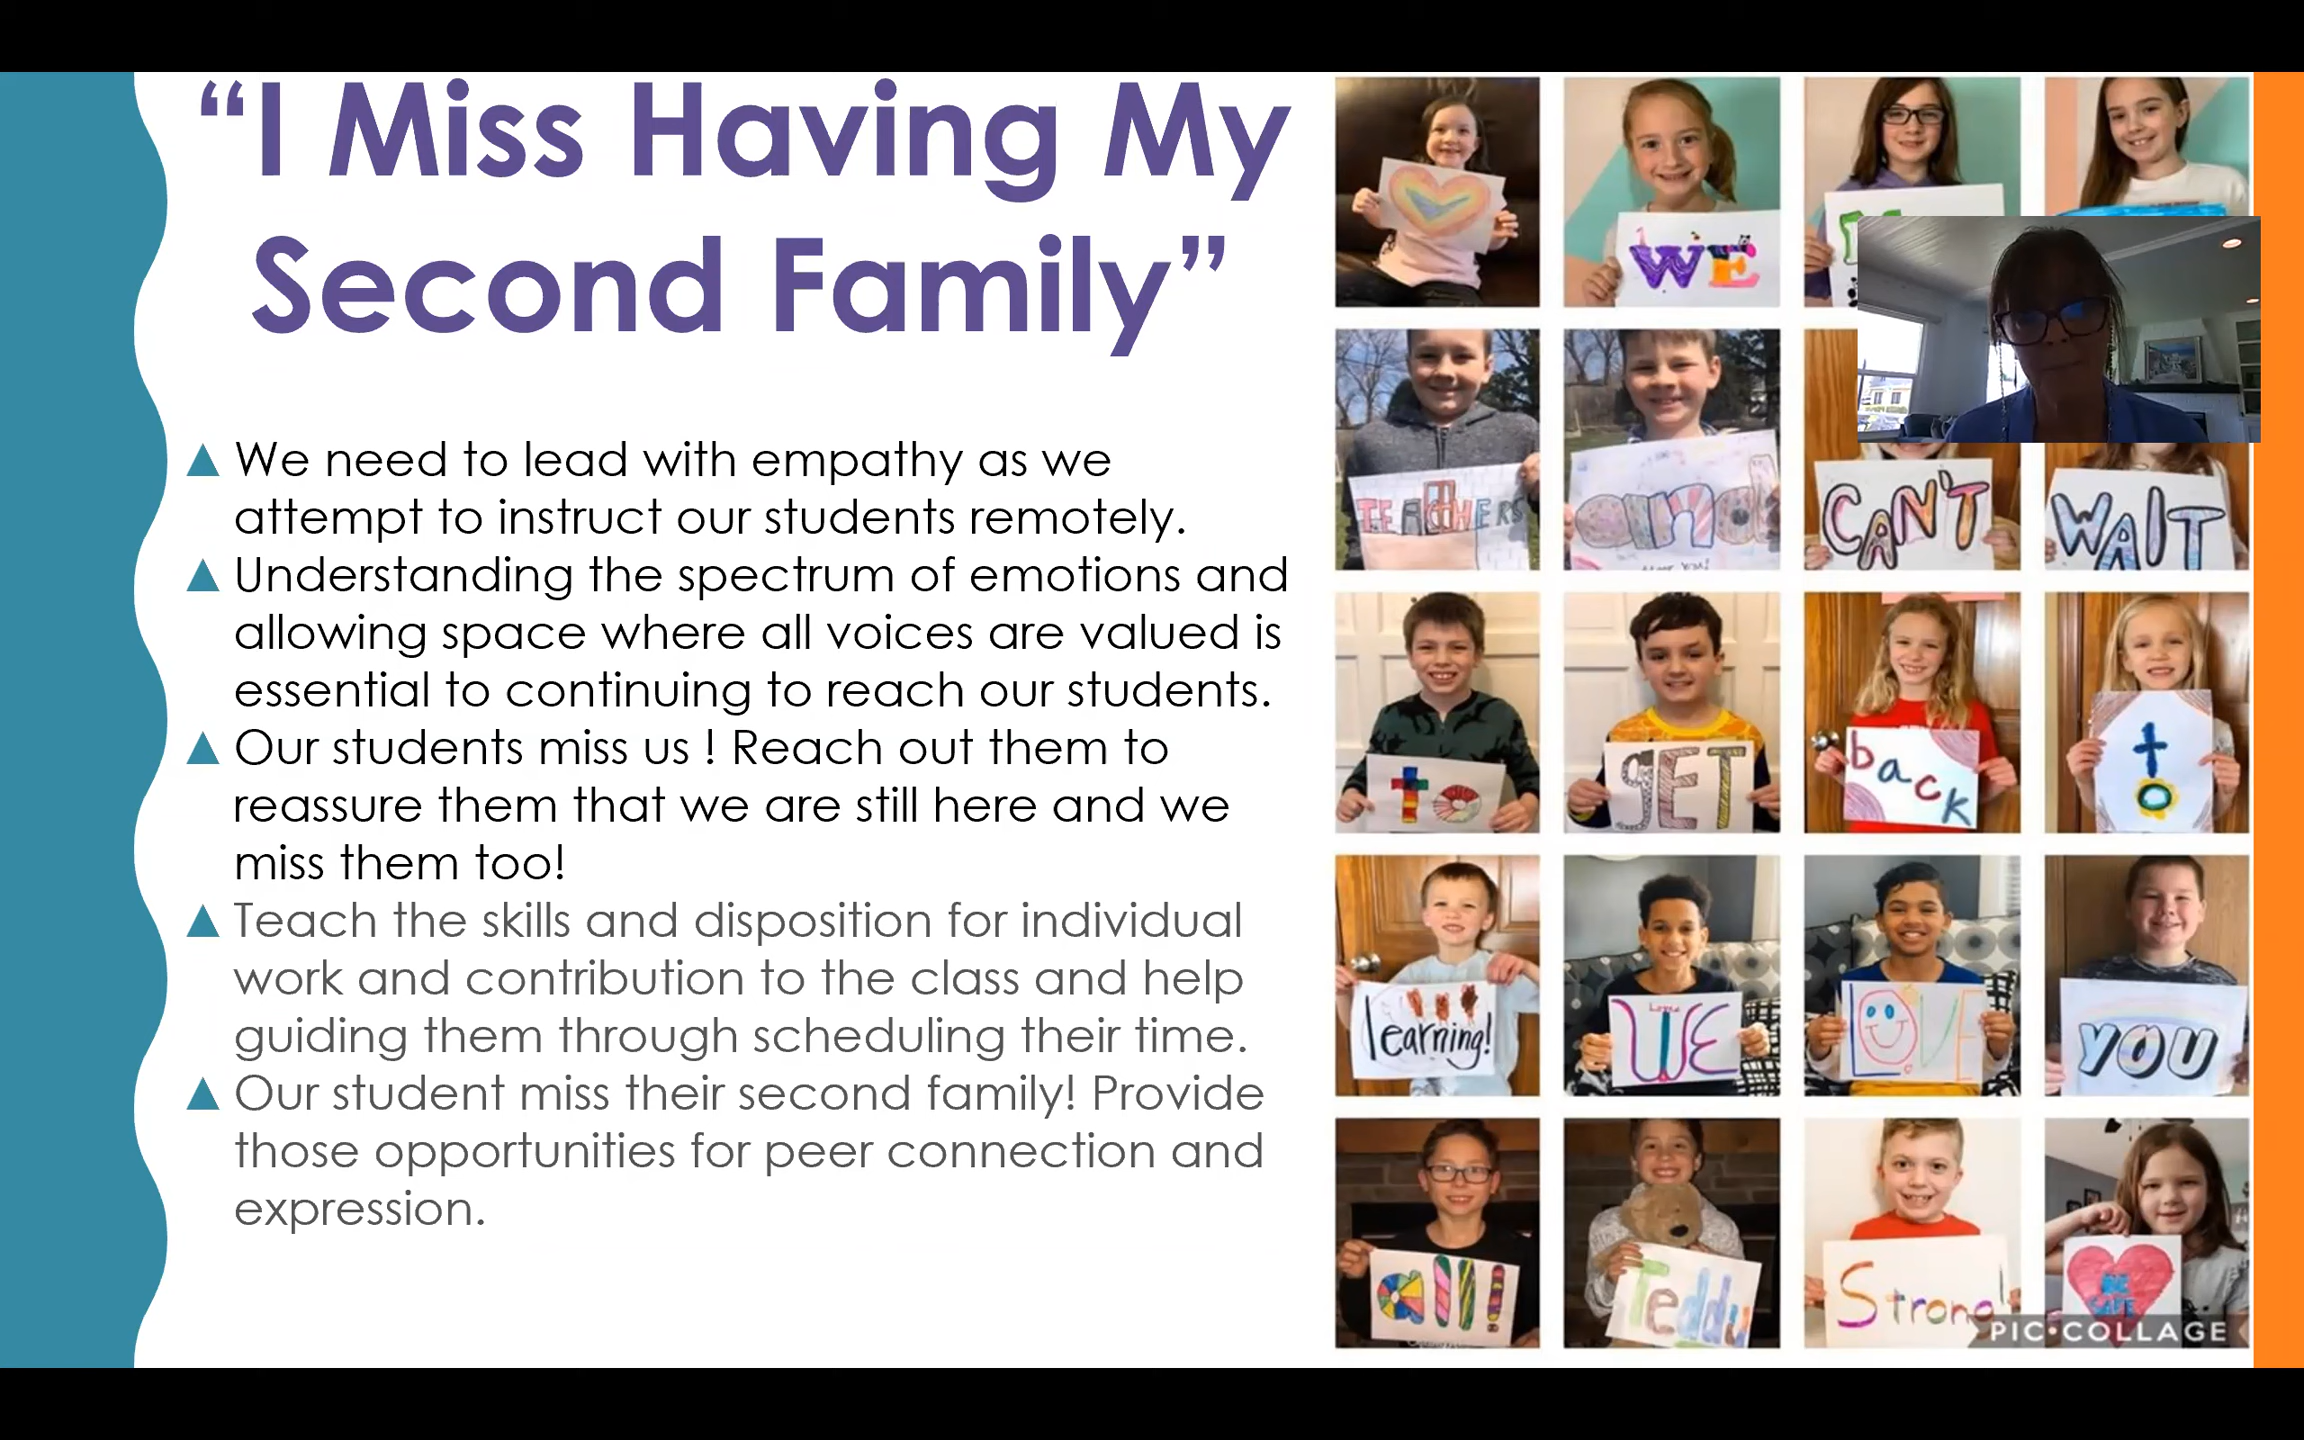 “I Miss Having My
Second Family”
▲ We need to lead with empathy as we
attempt to instruct our students remotely.
▲ Understanding the spectrum of emotions and
allowing space where all voices are valued is
essential to continuing to reach our students.
▲ Our students miss us ! Reach out them to
reassure them that we are still here and we
miss them too!
▲ Teach the skills and disposition for individual
work and contribution to the class and help
guiding them through scheduling their time.
▲ Our student miss their second family! Provide
those opportunities for peer connection and
expression.
WE
TEACHERS
and
CAN'T
WAIT
to
gET
back
to
learning!
WE
LOVE
YOU
all!
Teddy
Strong!
BE
SAFE
PIC•COLLAGE